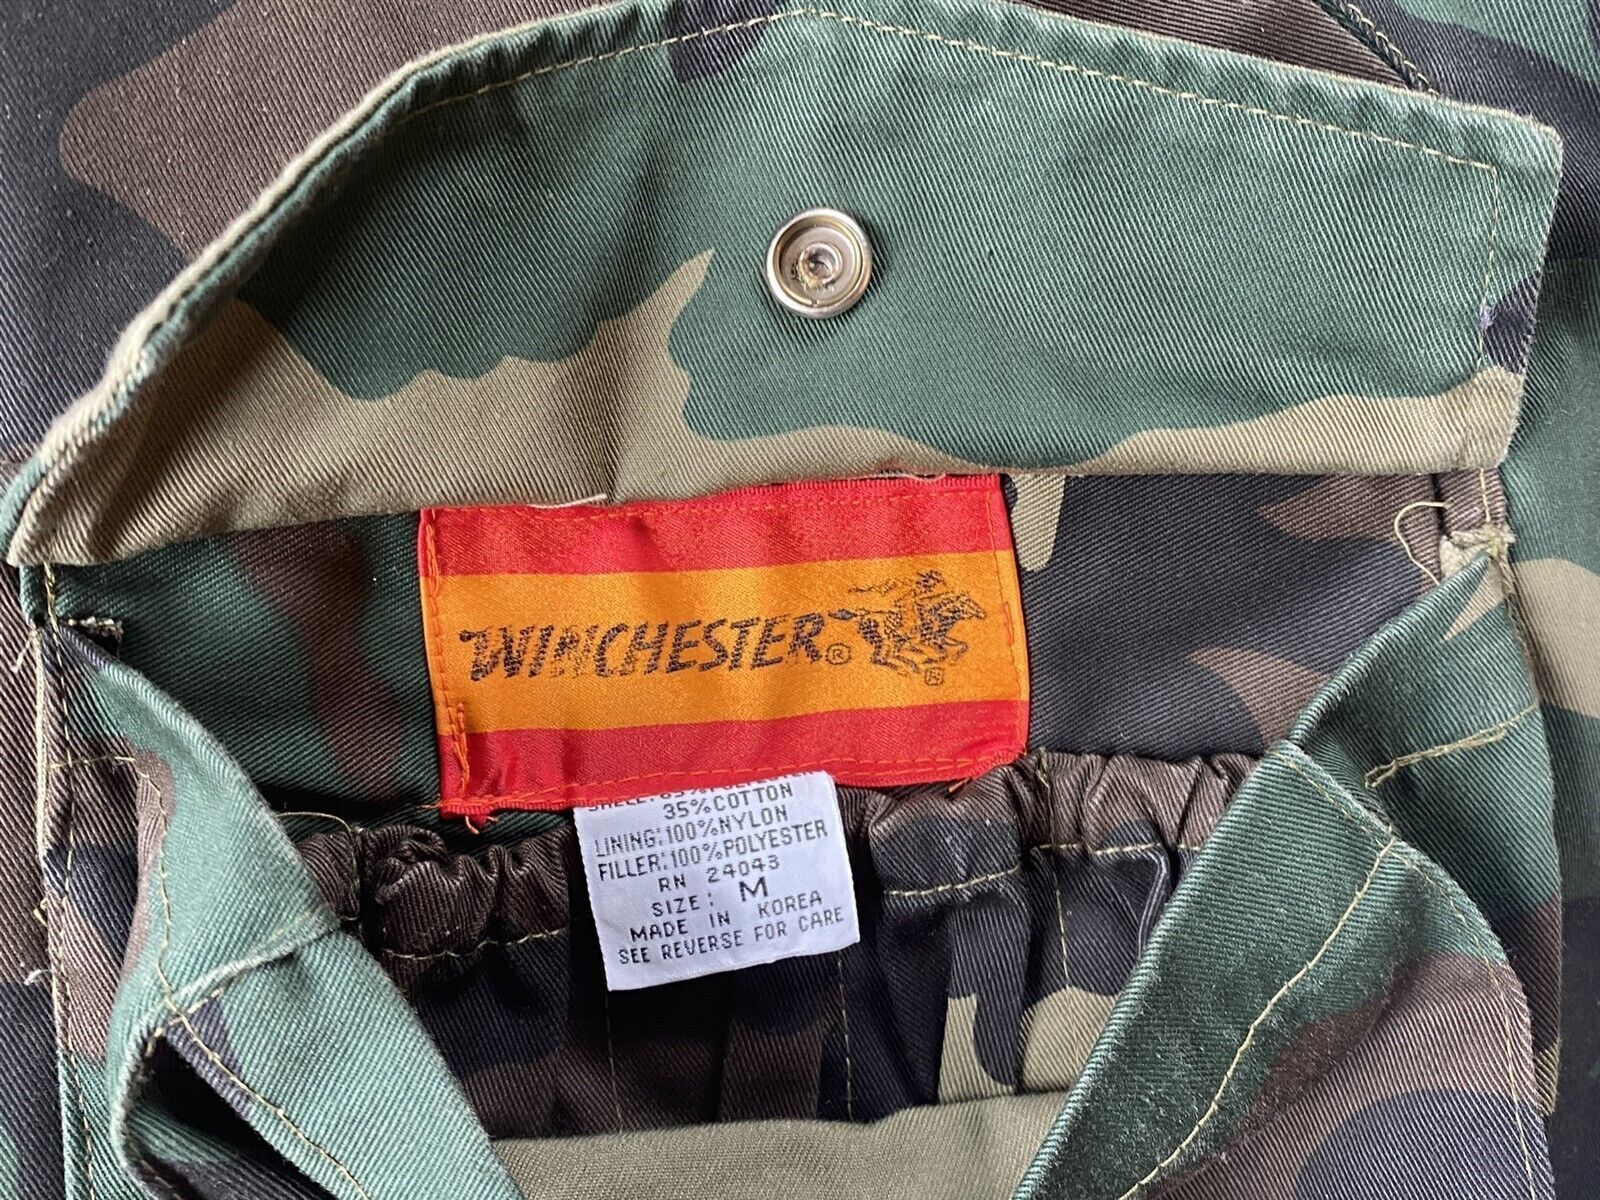 WINCHESTER®
®
35% COTTON
LINING: 100% NYLON
FILLER: 100% POLYESTER
RN 24043
SIZE: M
MADE IN KOREA
SEE REVERSE FOR CARE